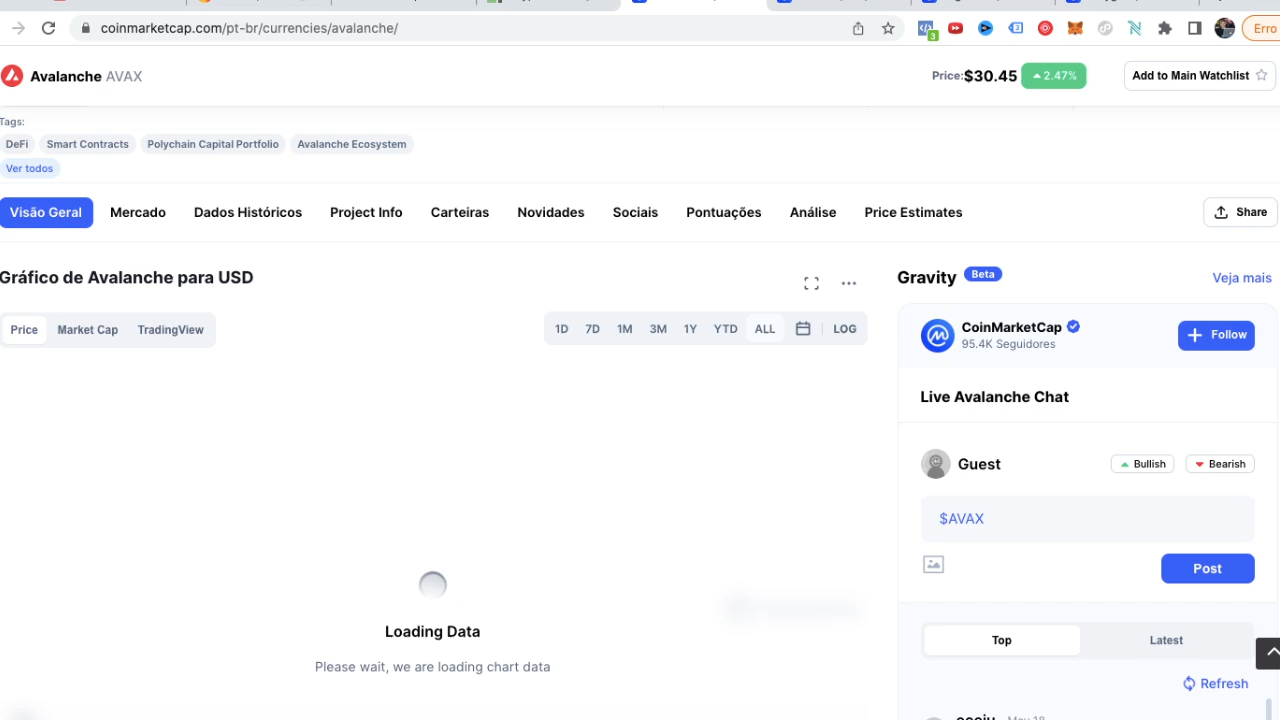 coinmarketcap.com/pt-br/currencies/avalanche/
3
Erro
Avalanche AVAX
Price:$30.45 2.47%
Add to Main Watchlist
Tags:
DeFi Smart Contracts Polychain Capital Portfolio Avalanche Ecosystem
Ver todos
Visão Geral Mercado Dados Históricos Project Info Carteiras Novidades Sociais Pontuações Análise Price Estimates Share
Gráfico de Avalanche para USD
Price Market Cap TradingView
1D 7D 1M 3M 1Y YTD ALL LOG
Loading Data
Please wait, we are loading chart data
Gravity Beta Veja mais
CoinMarketCap
95.4K Seguidores
Follow
Live Avalanche Chat
Guest Bullish Bearish
$AVAX
Post
Top Latest
Refresh
May 18